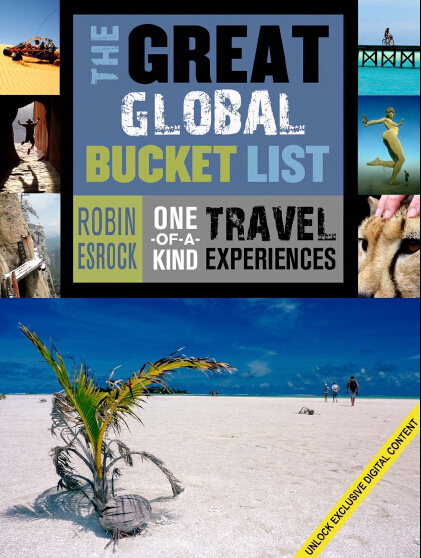 THE GREAT
GLOBAL
BUCKET LIST
ROBIN
ESROCK
ONE
-OF-A-
KIND
TRAVEL
EXPERIENCES
UNLOCK EXCLUSIVE DIGITAL CONTENT